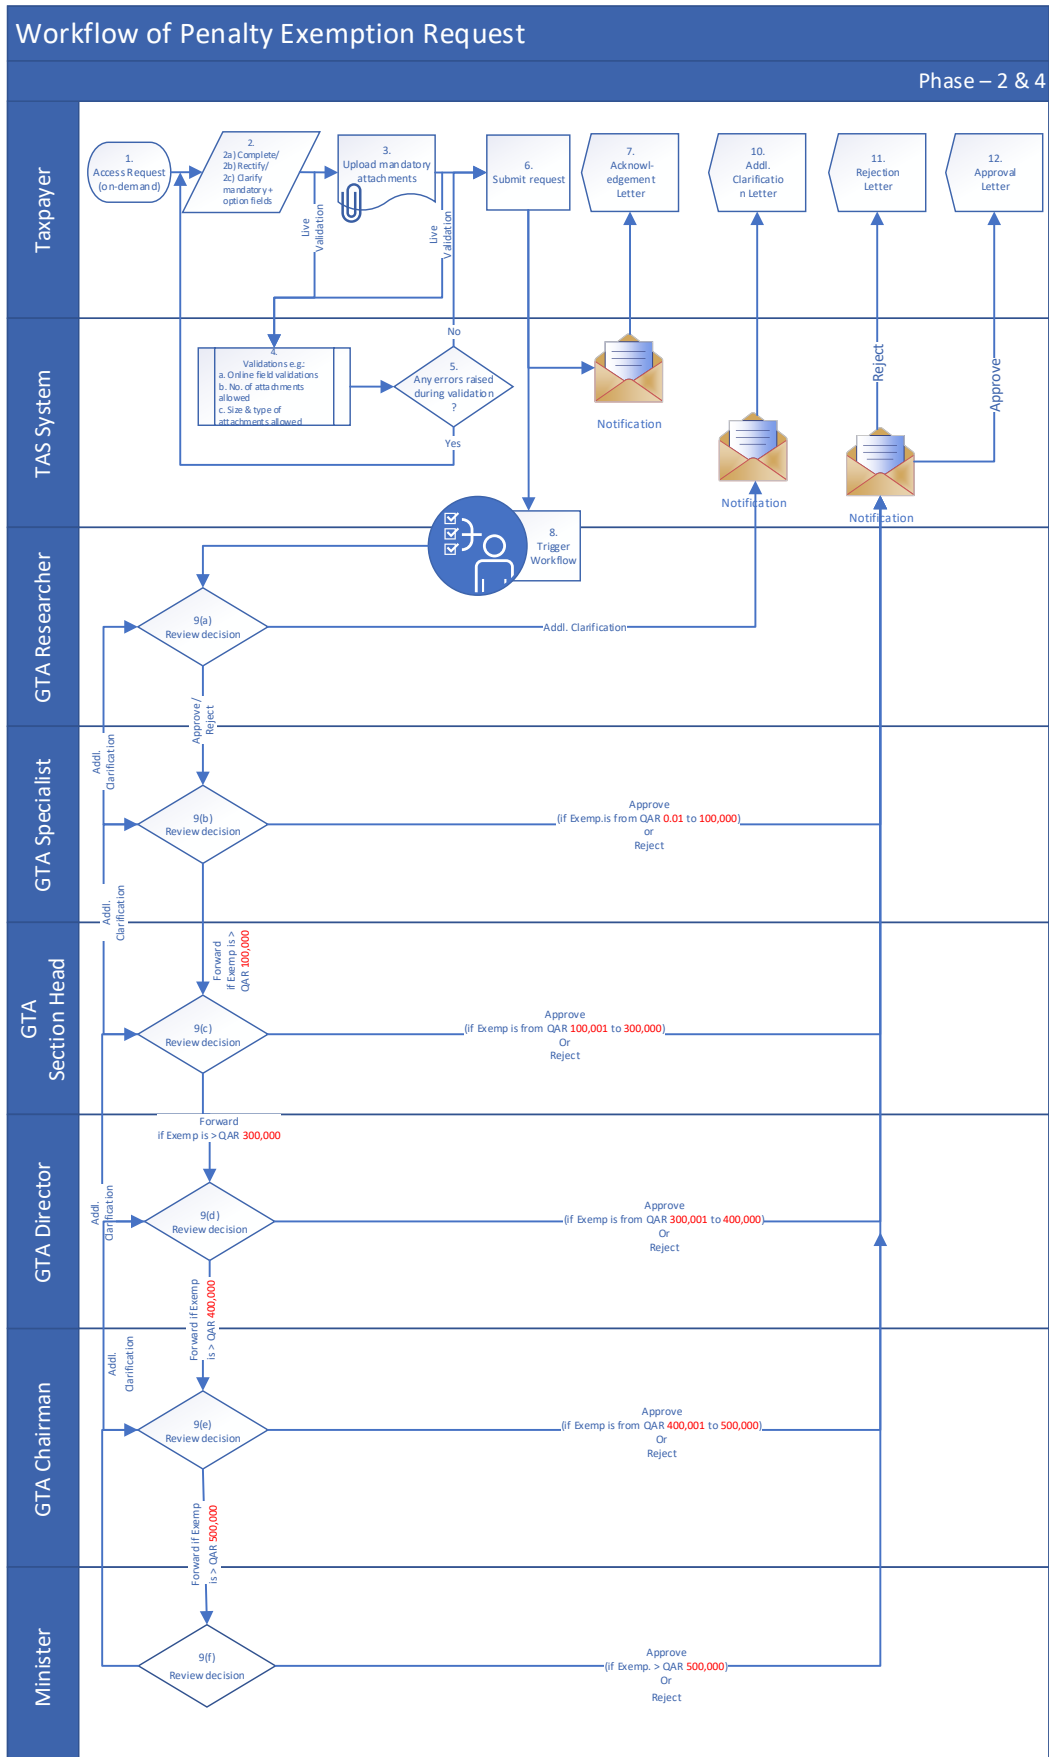 Workflow of Penalty Exemption Request
Phase – 2 & 4
Taxpayer
1.
Access Request
(on-demand)
2.
2a) Complete/
2b) Rectify/
2c) Clarify
mandatory +
option fields
3.
Upload mandatory
attachments
6.
Submit request
7.
Acknowl-
edgement
Letter
10.
Addl.
Clarificatio
n Letter
11.
Rejection
Letter
12.
Approval
Letter
Live
Validation
Live
Validation
TAS System
4.
Validations e.g.:
a. Online field validations
b. No. of attachments
allowed
c. Size & type of
attachments allowed
No
5.
Any errors raised
during validation
?
Yes
Notification
Notification
Notification
Reject
Approve
GTA Researcher
8.
Trigger
Workflow
9(a)
Review decision
Addl. Clarification
Approve /
Reject
Addl.
Clarification
GTA Specialist
9(b)
Review decision
Approve
(if Exemp.is from QAR 0.01 to 100,000)
or
Reject
Addl.
Clarification
GTA
Section Head
Forward
if Exemp is >
QAR 100,000
9(c)
Review decision
Approve
(if Exemp is from QAR 100,001 to 300,000)
Or
Reject
GTA Director
Forward
if Exemp is > QAR 300,000
Addl.
Clarification
9(d)
Review decision
Approve
(if Exemp is from QAR 300,001 to 400,000)
Or
Reject
Forward if Exemp
is > QAR 400,000
GTA Chairman
Addl.
Clarification
9(e)
Review decision
Approve
(if Exemp is from QAR 400,001 to 500,000)
Or
Reject
Forward if Exemp
is > QAR 500,000
Minister
9(f)
Review decision
Approve
(if Exemp. > QAR 500,000)
Or
Reject